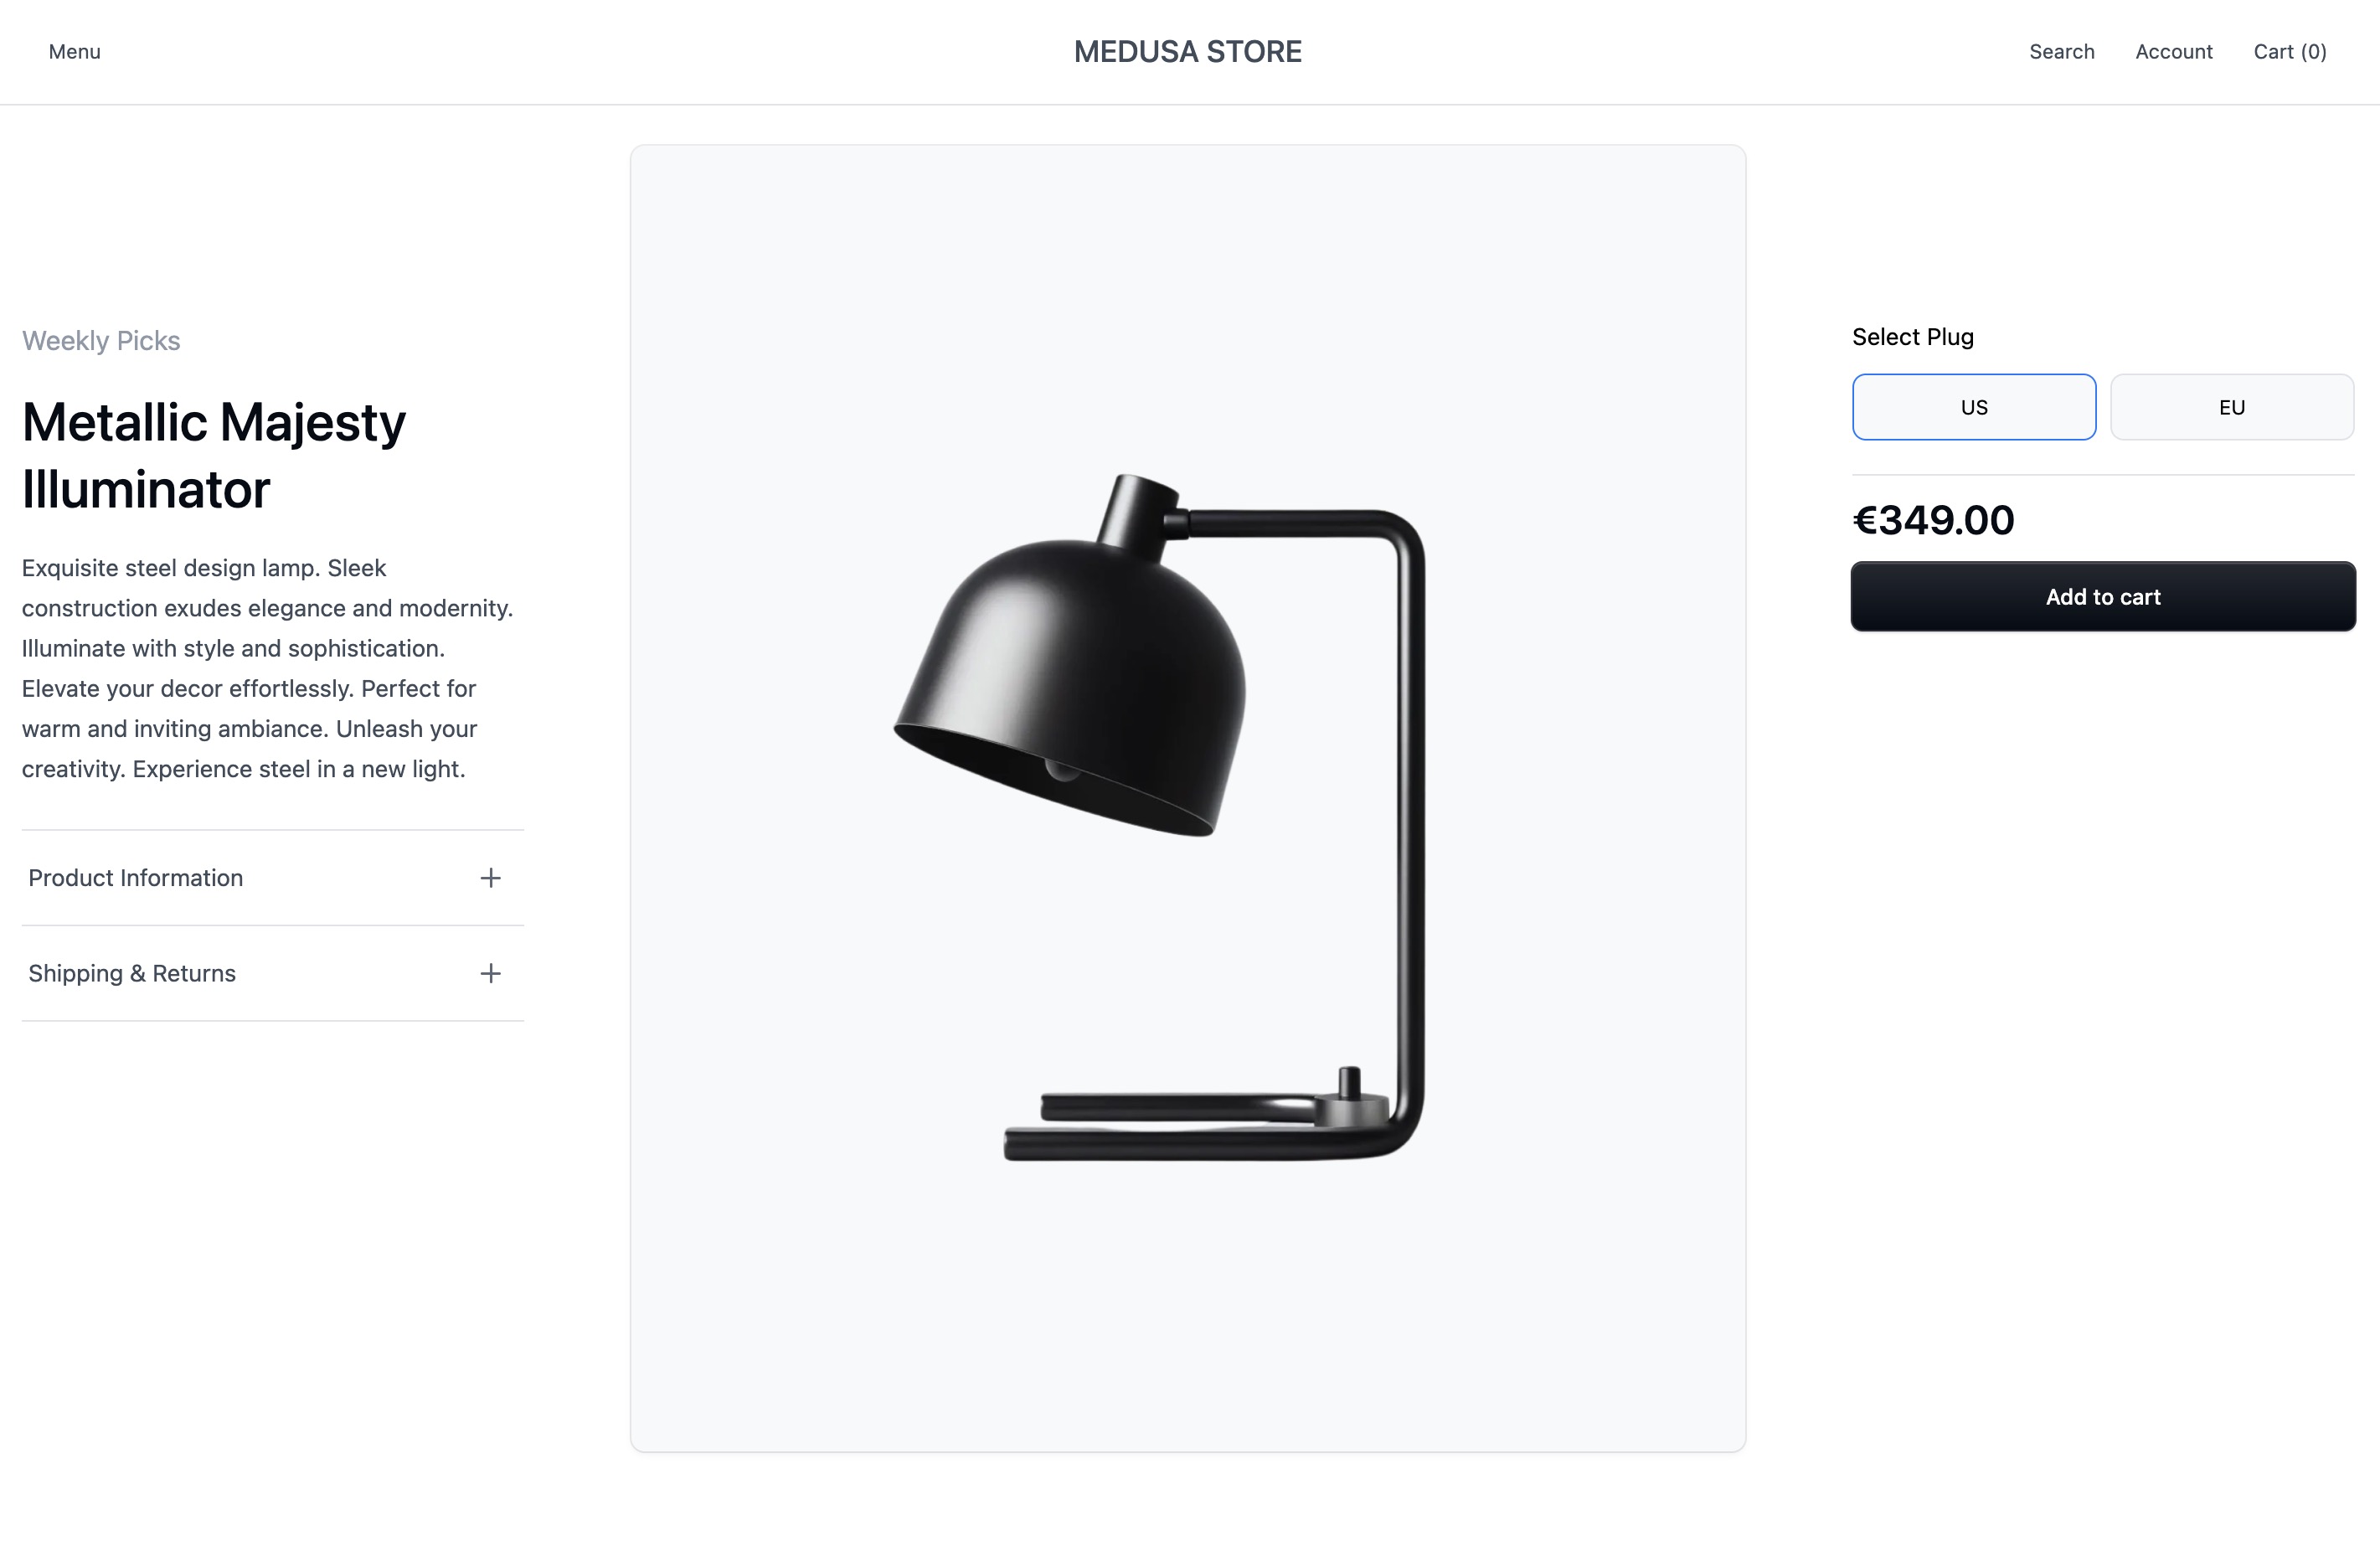 Menu
MEDUSA STORE
Search
Account
Cart (0)
Weekly Picks
Metallic Majesty
Illuminator
Exquisite steel design lamp. Sleek
construction exudes elegance and modernity.
Illuminate with style and sophistication.
Elevate your decor effortlessly. Perfect for
warm and inviting ambiance. Unleash your
creativity. Experience steel in a new light.
Product Information
Shipping & Returns
Select Plug
US
EU
€349.00
Add to cart